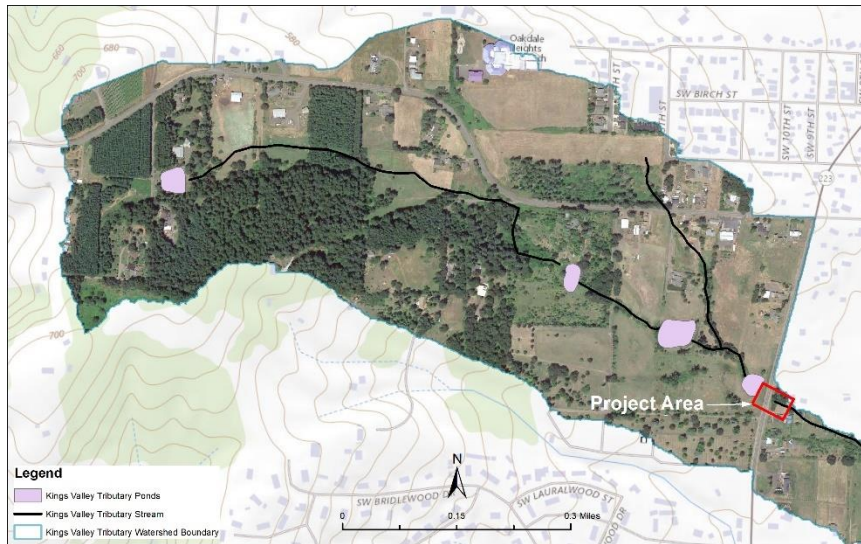 660
680
700
580
Oakdale
Heights
SW BIRCH ST
SW 10TH ST
SW 9TH ST
223
700
Project Area
Legend
Kings Valley Tributary Ponds
Kings Valley Tributary Stream
Kings Valley Tributary Watershed Boundary
N
SW BRIDLEWOOD
SW LAURALWOOD ST
0 0.15 0.3 Miles